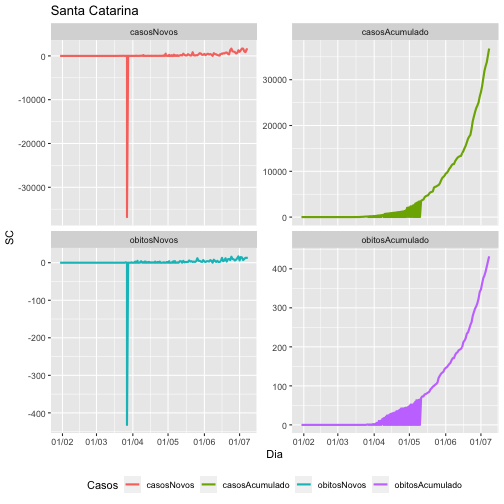 Santa Catarina
casosNovos
casosAcumulado
0
-10000
-20000
-30000
30000
20000
10000
0
SC
obitosNovos
obitosAcumulado
0
-100
-200
-300
-400
400
300
200
100
0
01/02 01/03 01/04 01/05 01/06 01/07
01/02 01/03 01/04 01/05 01/06 01/07
Dia
Casos casosNovos casosAcumulado obitosNovos obitosAcumulado